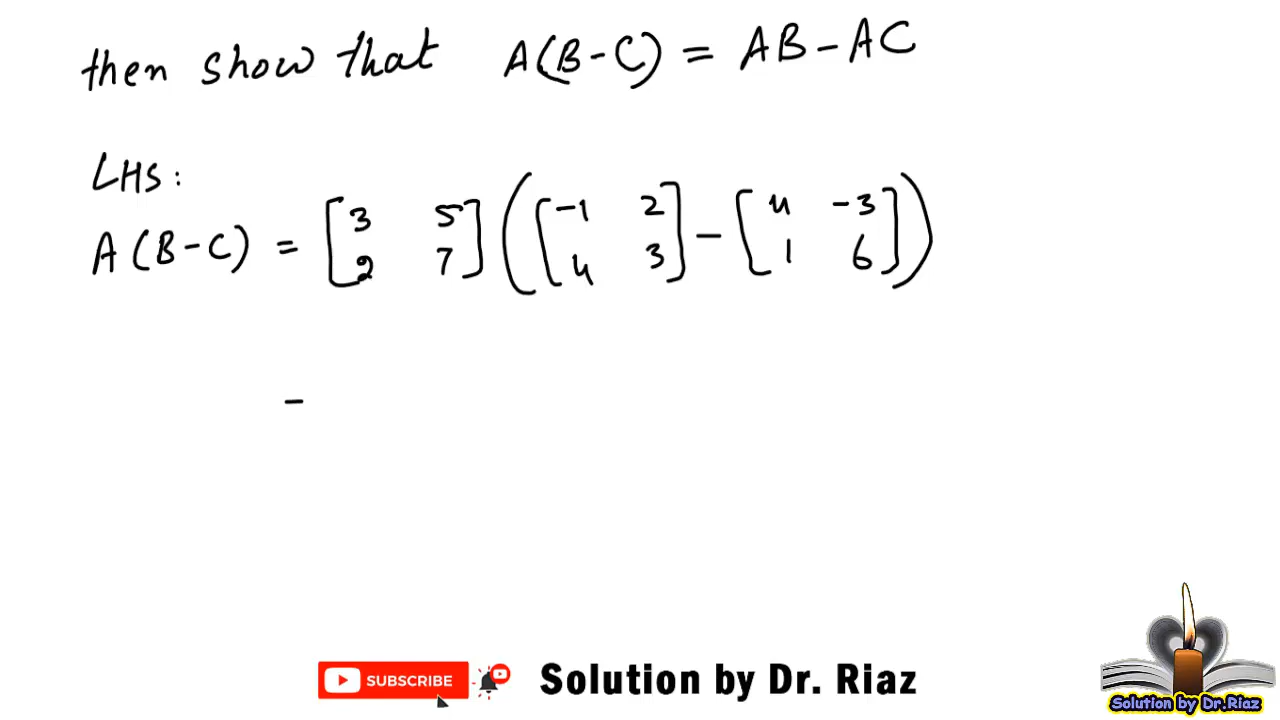 then show that A(B-C) = AB-AC
LHS:
A(B-C) = [3 5] ([-1 2] - [4 -3])
[2 7] [4 3] [1 6]
-
SUBSCRIBE
Solution by Dr. Riaz
Solution by Dr.Riaz